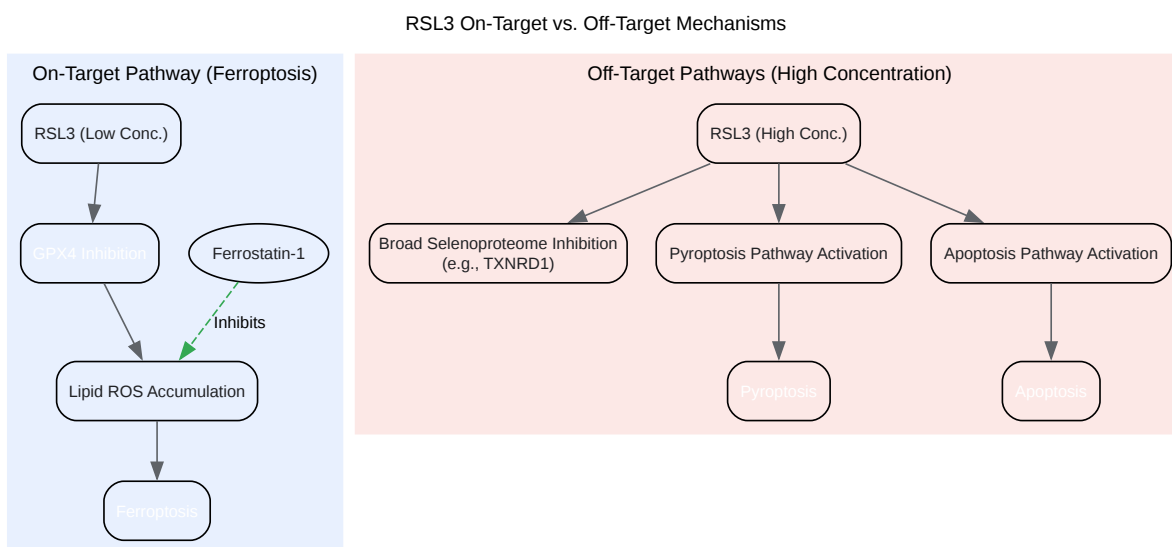 RSL3 On-Target vs. Off-Target Mechanisms
On-Target Pathway (Ferroptosis)
RSL3 (Low Conc.)
GPX4 Inhibition
Ferrostatin-1
Inhibits
Lipid ROS Accumulation
Ferroptosis
Off-Target Pathways (High Concentration)
RSL3 (High Conc.)
Broad Selenoproteome Inhibition
(e.g., TXNRD1)
Pyroptosis Pathway Activation
Apoptosis Pathway Activation
Pyroptosis
Apoptosis